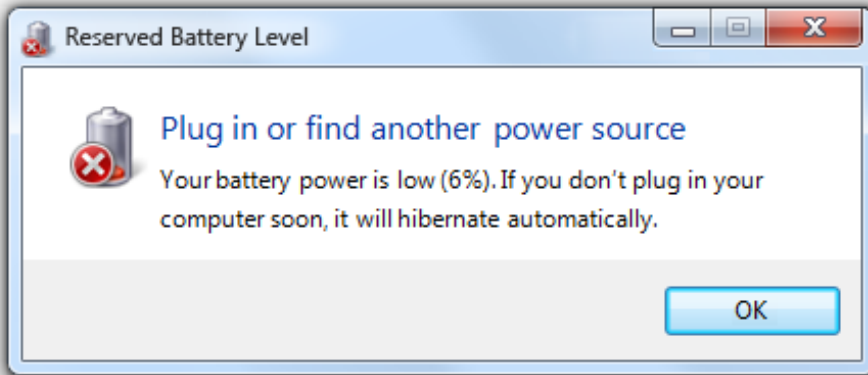 Reserved Battery Level
Plug in or find another power source
Your battery power is low (6%). If you don't plug in your
computer soon, it will hibernate automatically.
OK